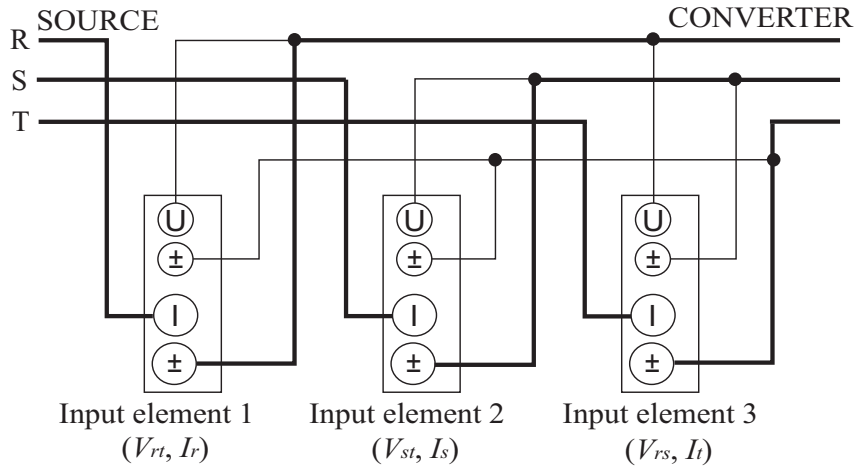 SOURCE CONVERTER
R
S
T
U U U
± ± ±
I I I
± ± ±
Input element 1 Input element 2 Input element 3
(Vrt, Ir) (Vst, Is) (Vrs, It)